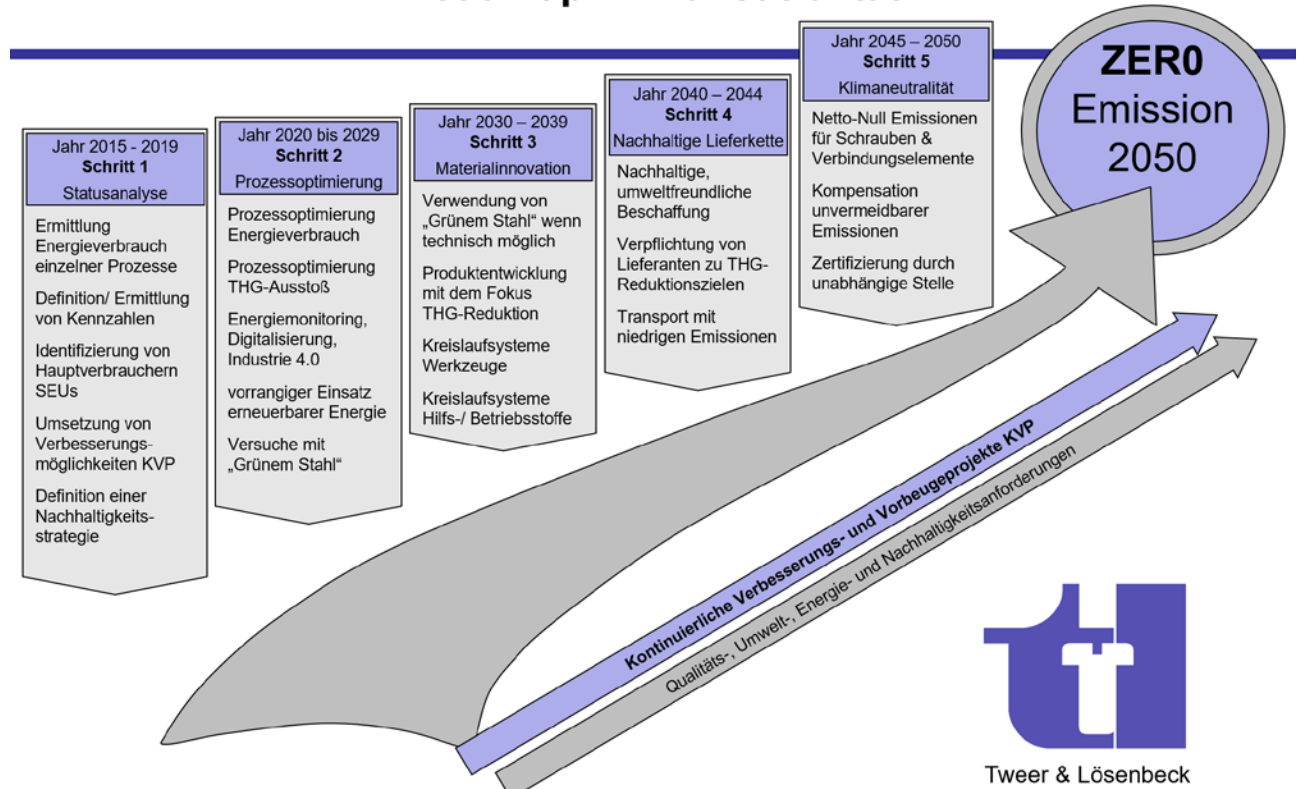 Jahr 2015 - 2019
Schritt 1
Statusanalyse
Ermittlung
Energieverbrauch
einzelner Prozesse
Definition/ Ermittlung
von Kennzahlen
Identifizierung von
Hauptverbrauchern
SEUs
Umsetzung von
Verbesserungs-
möglichkeiten KVP
Definition einer
Nachhaltigkeits-
strategie
Jahr 2020 bis 2029
Schritt 2
Prozessoptimierung
Prozessoptimierung
Energieverbrauch
Prozessoptimierung
THG-Ausstoß
Energiemonitoring,
Digitalisierung,
Industrie 4.0
vorrangiger Einsatz
erneuerbarer Energie
Versuche mit
„Grünem Stahl“
Jahr 2030 – 2039
Schritt 3
Materialinnovation
Verwendung von
„Grünem Stahl“ wenn
technisch möglich
Produktentwicklung
mit dem Fokus
THG-Reduktion
Kreislaufsysteme
Werkzeuge
Kreislaufsysteme
Hilfs-/ Betriebsstoffe
Jahr 2040 – 2044
Schritt 4
Nachhaltige Lieferkette
Nachhaltige,
umweltfreundliche
Beschaffung
Verpflichtung von
Lieferanten zu THG-
Reduktionszielen
Transport mit
niedrigen Emissionen
Jahr 2045 – 2050
Schritt 5
Klimaneutralität
Netto-Null Emissionen
für Schrauben &
Verbindungselemente
Kompensation
unvermeidbarer
Emissionen
Zertifizierung durch
unabhängige Stelle
ZER0
Emission
2050
Kontinuierliche Verbesserungs- und Vorbeugeprojekte KVP
Qualitäts-, Umwelt-, Energie- und Nachhaltigkeitsanforderungen
Tweer & Lösenbeck